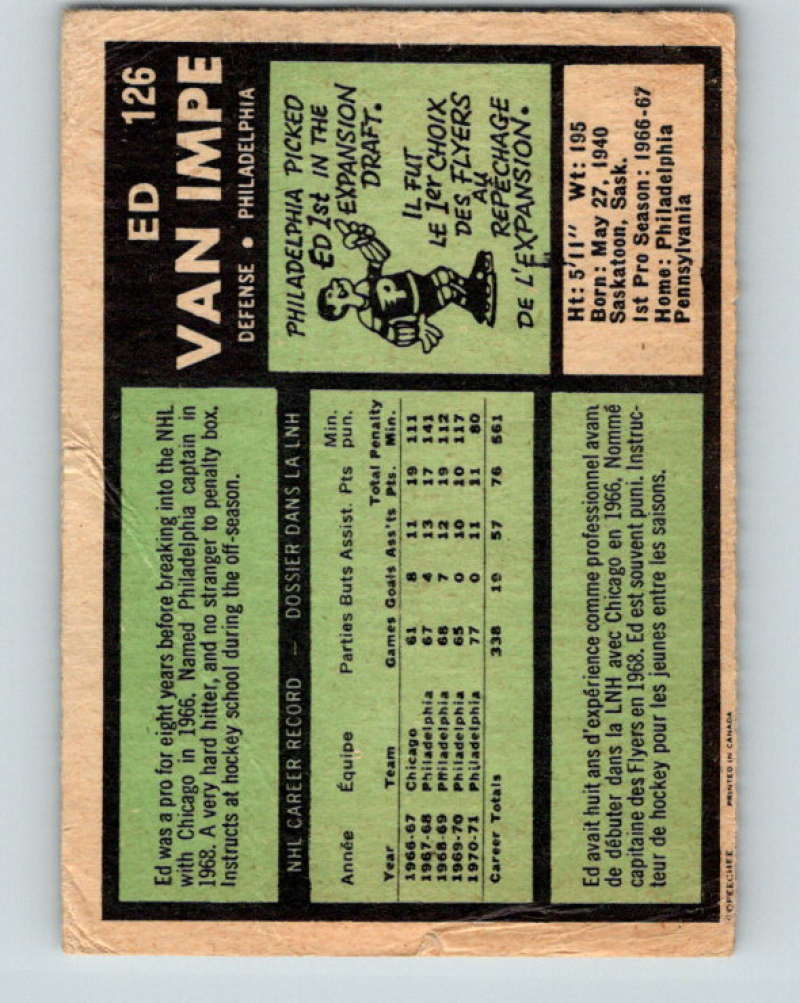 Ed was a pro for eight years before breaking into the NHL
with Chicago in 1966. Named Philadelphia captain in
1968. A very hard hitter, and no stranger to penalty box.
Instructs at hockey school during the off-season.
ED 126
VAN IMPE
DEFENSE • PHILADELPHIA
PHILADELPHIA PICKED
ED 1st IN THE
EXPANSION
DRAFT.
IL FUT
LE 1er CHOIX
DES FLYERS
AU
REPÊCHAGE
DE L'EXPANSION.
Ht: 5'11" Wt: 195
Born: May 27, 1940
Saskatoon, Sask.
1st Pro Season: 1966-67
Home: Philadelphia
Pennsylvania
NHL CAREER RECORD — DOSSIER DANS LA LNH
Année Équipe Parties Buts Assist. Pts Min. pun.
Year Team Games Goals Ass'ts Total Pts. Penalty Min.
1966-67 Chicago 61 8 11 19 111
1967-68 Philadelphia 67 4 13 17 141
1968-69 Philadelphia 68 7 12 19 112
1969-70 Philadelphia 65 0 10 10 117
1970-71 Philadelphia 77 0 11 11 80
Career Totals 338 19 57 76 561
Ed avait huit ans d'expérience comme professionnel avant
de débuter dans la LNH avec Chicago en 1966, Nommé
capitaine des Flyers en 1968. Ed est souvent puni. Instruc-
teur de hockey pour les jeunes entre les saisons.
©OPEECHEE PRINTED IN CANADA